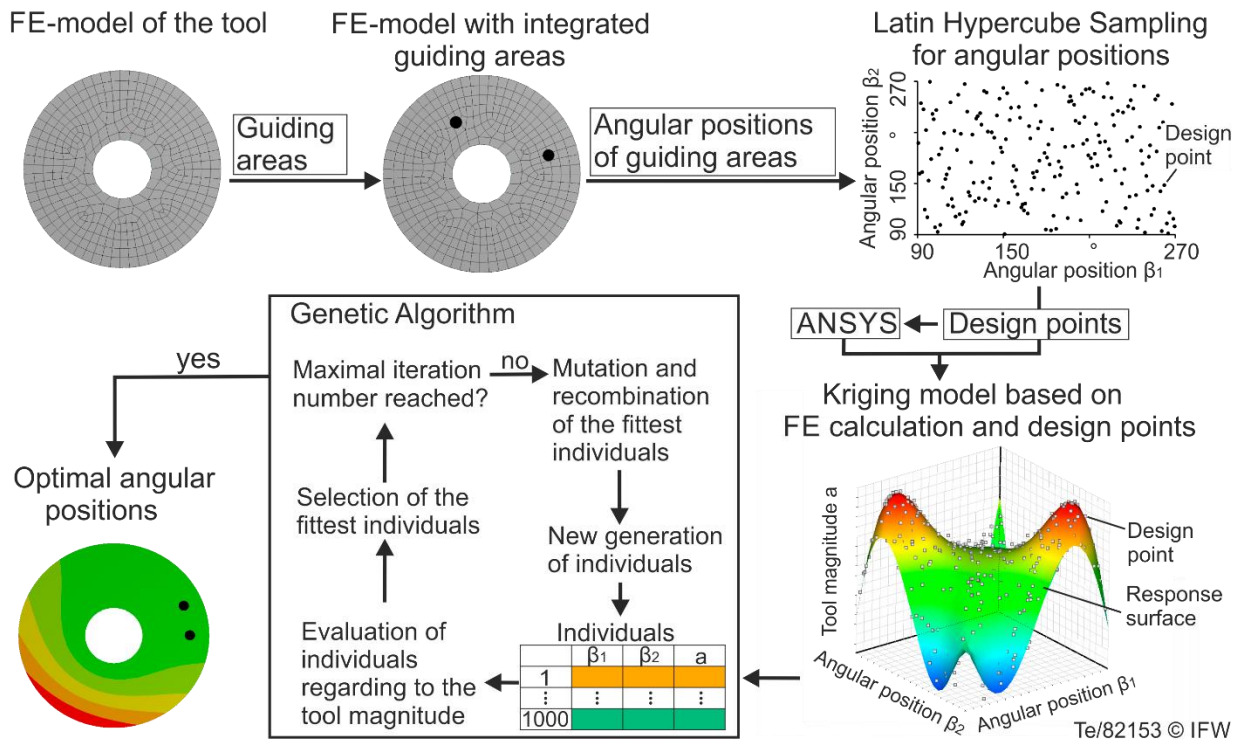 FE-model of the tool
FE-model with integrated
guiding areas
Latin Hypercube Sampling
for angular positions
Guiding
areas
Angular positions
of guiding areas
Angular position β2
270
°
150
90
Design
point
90
150
°
270
Angular position β1
ANSYS
Design points
Kriging model based on
FE calculation and design points
Tool magnitude a
Design
point
Response
surface
Angular position β2
Angular position β1
Genetic Algorithm
Maximal iteration
number reached?
no
Mutation and
recombination
of the fittest
individuals
New generation
of individuals
Individuals
β1 β2 a
1
⋮ ⋮ ⋮ ⋮
1000
Evaluation of
individuals
regarding to the
tool magnitude
Selection of the
fittest individuals
yes
Optimal angular
positions
Te/82153 © IFW